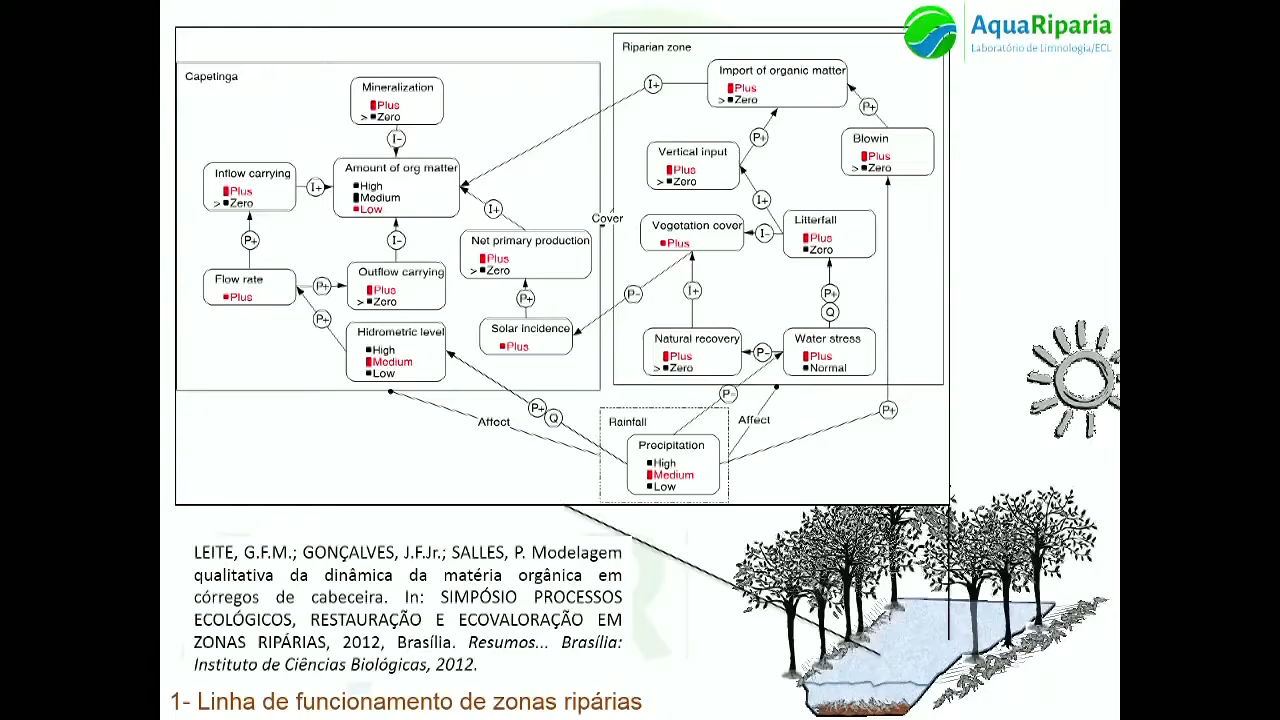 AquaRiparia
Laboratório de Limnologia/ECL
Riparian zone
Capetinga
Import of organic matter
Plus
> Zero
I+
P+
Mineralization
Plus
> Zero
I-
Blowin
Plus
> Zero
P+
Vertical input
Plus
> Zero
Inflow carrying
Plus
> Zero
I+
Amount of org matter
High
Medium
Low
I+
I+
Cover
Litterfall
Plus
Zero
Vogotation cover
Plus
I-
P+
I-
Net primary production
Plus
> Zero
Flow rate
Plus
P+
Outflow carrying
Plus
> Zero
P+
P-
I+
P+
Q
P+
Hidrometric level
High
Medium
Low
Solar incidence
Plus
Natural recovery
Plus
> Zero
P-
Water stress
Plus
Normal
P-
P+
Q
P+
Affect
Affect
Rainfall
Precipitation
High
Medium
Low
LEITE, G.F.M.; GONÇALVES, J.F.Jr.; SALLES, P. Modelagem
qualitativa da dinâmica da matéria orgânica em
córregos de cabeceira. In: SIMPÓSIO PROCESSOS
ECOLÓGICOS, RESTAURAÇÃO E ECOVALORAÇÃO EM
ZONAS RIPÁRIAS, 2012, Brasília. Resumos... Brasília:
Instituto de Ciências Biológicas, 2012.
1- Linha de funcionamento de zonas ripárias